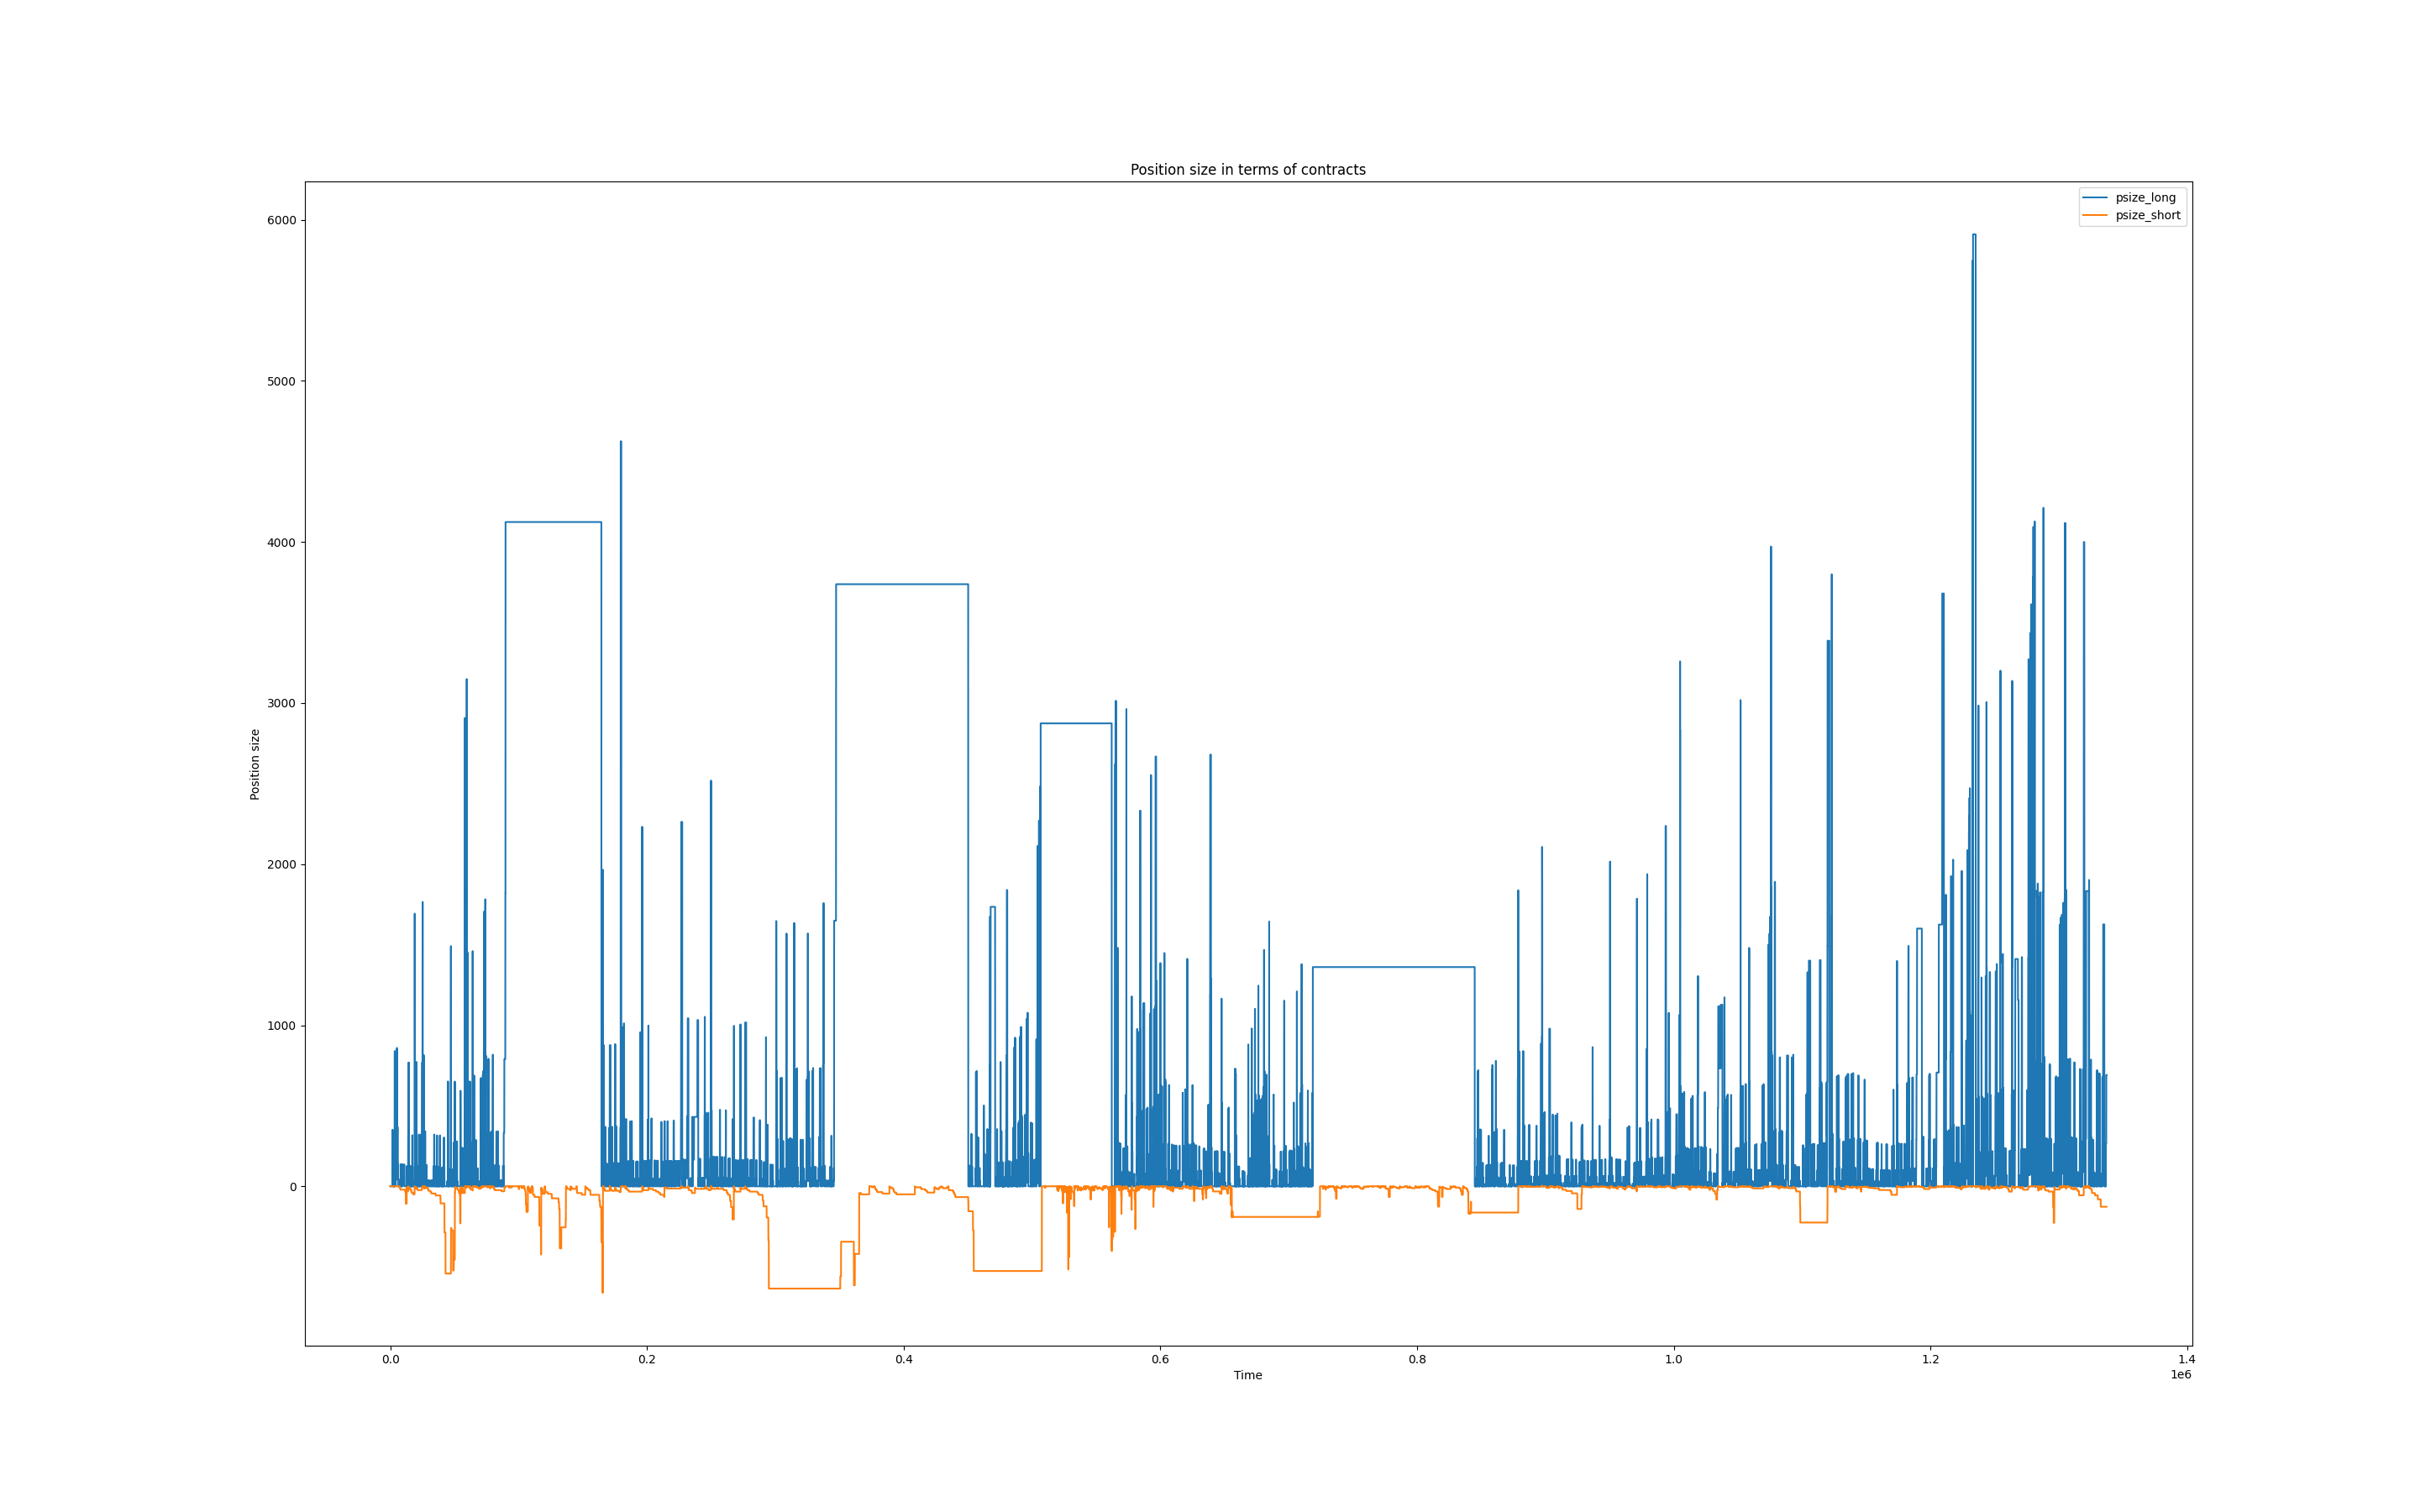 Position size in terms of contracts
psize_long
psize_short
6000
5000
4000
3000
2000
1000
0
Position size
0.0 0.2 0.4 0.6 0.8 1.0 1.2 1.4
Time
1e6